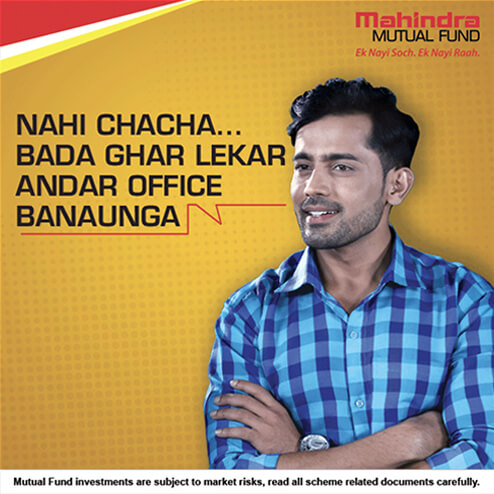 Mahindra
MUTUAL FUND
Ek Nayi Soch. Ek Nayi Raah.
NAHI CHACHA...
BADA GHAR LEKAR
ANDAR OFFICE
BANAUNGA
Mutual Fund investments are subject to market risks, read all scheme related documents carefully.